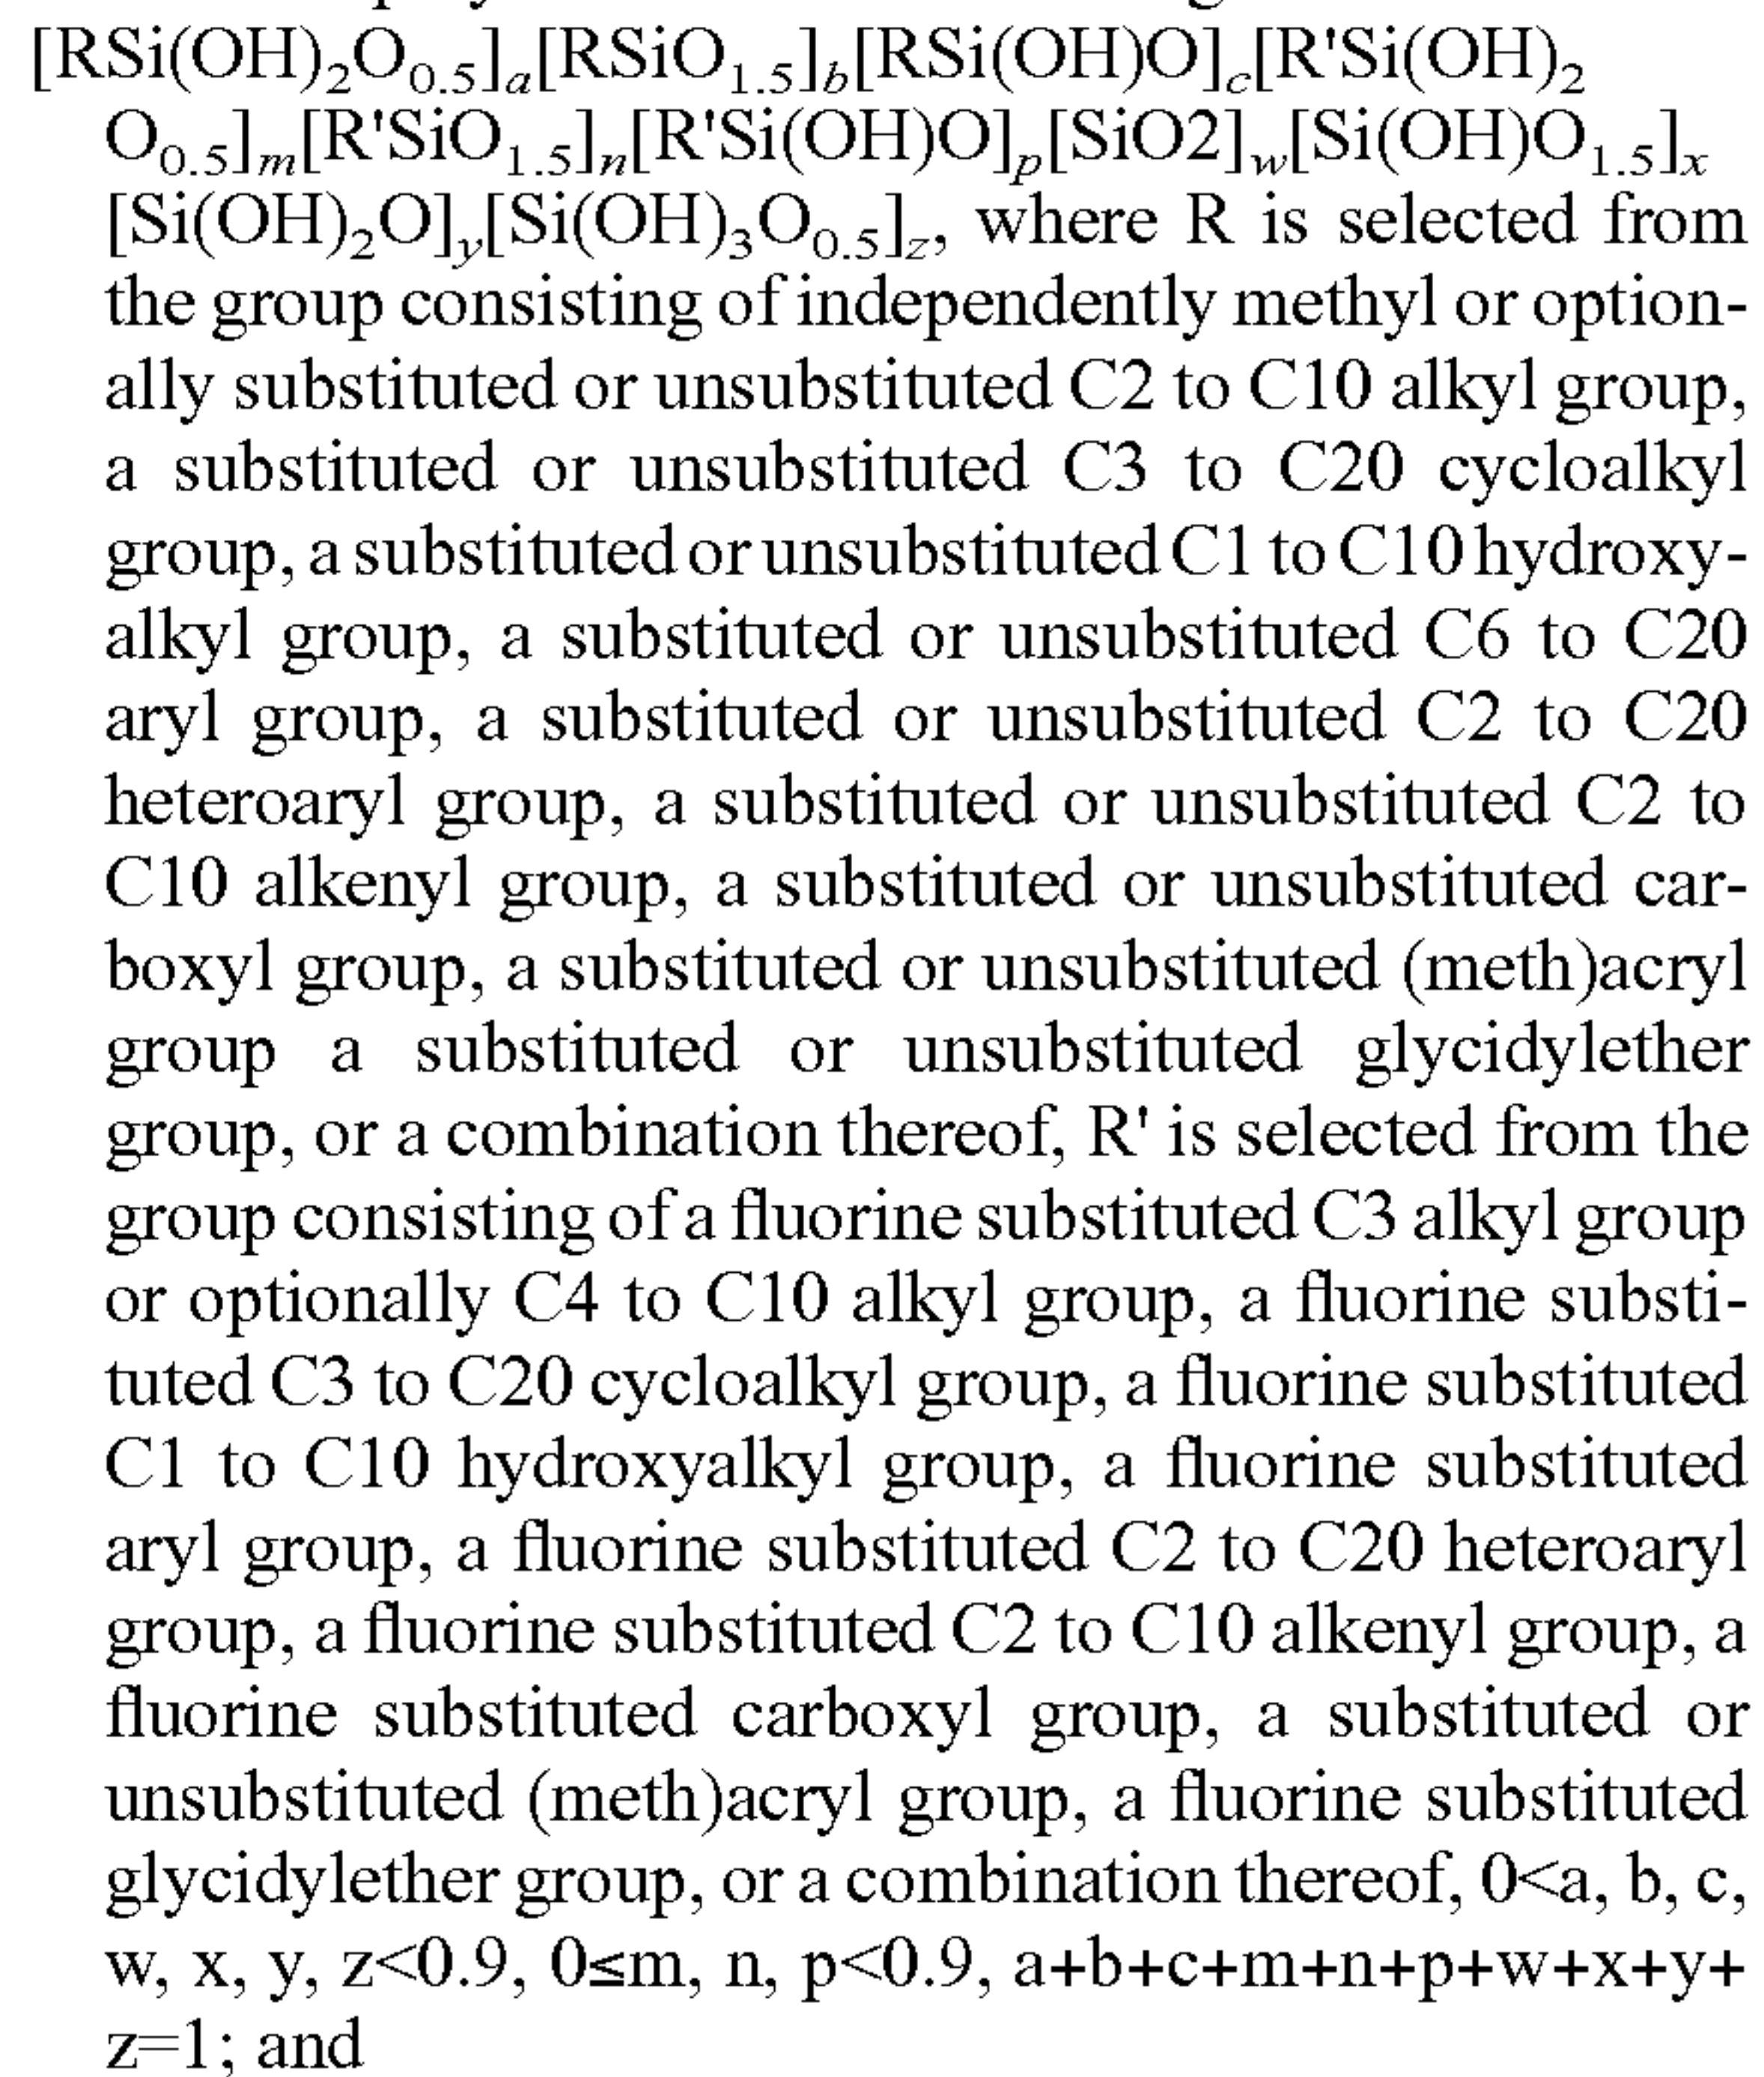 [RSi(OH)₂O₀.₅]ₐ[RSiO₁.₅]_b[RSi(OH)O]_c[R'Si(OH)₂
O₀.₅]ₘ[R'SiO₁.₅]ₙ[R'Si(OH)O]ₚ[SiO2]_w[Si(OH)O₁.₅]ₓ
[Si(OH)₂O]_y[Si(OH)₃O₀.₅]_z, where R is selected from
the group consisting of independently methyl or option-
ally substituted or unsubstituted C2 to C10 alkyl group,
a substituted or unsubstituted C3 to C20 cycloalkyl
group, a substituted or unsubstituted C1 to C10 hydroxy-
alkyl group, a substituted or unsubstituted C6 to C20
aryl group, a substituted or unsubstituted C2 to C20
heteroaryl group, a substituted or unsubstituted C2 to
C10 alkenyl group, a substituted or unsubstituted car-
boxyl group, a substituted or unsubstituted (meth)acryl
group a substituted or unsubstituted glycidylether
group, or a combination thereof, R' is selected from the
group consisting of a fluorine substituted C3 alkyl group
or optionally C4 to C10 alkyl group, a fluorine substi-
tuted C3 to C20 cycloalkyl group, a fluorine substituted
C1 to C10 hydroxyalkyl group, a fluorine substituted
aryl group, a fluorine substituted C2 to C20 heteroaryl
group, a fluorine substituted C2 to C10 alkenyl group, a
fluorine substituted carboxyl group, a substituted or
unsubstituted (meth)acryl group, a fluorine substituted
glycidylether group, or a combination thereof, 0<a, b, c,
w, x, y, z<0.9, 0≤m, n, p<0.9, a+b+c+m+n+p+w+x+y+
z=1; and